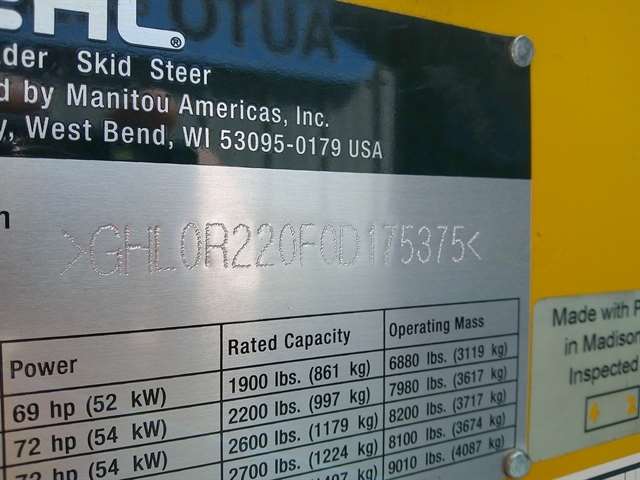 EHL®
ader Skid Steer
d by Manitou Americas, Inc.
y, West Bend, WI 53095-0179 USA
n
>GHL0R220F0D175375<
Power
Rated Capacity
Operating Mass
69 hp (52 kW)
1900 lbs. (861 kg)
6880 lbs. (3119 kg)
72 hp (54 kW)
2200 lbs. (997 kg)
7980 lbs. (3617 kg)
72 hp (54 kW)
2600 lbs. (1179 kg)
8200 lbs. (3717 kg)
2700 lbs. (1224 kg)
8100 lbs. (3674 kg)
9010 lbs. (4087 kg)
Made with P
in Madison
Inspected